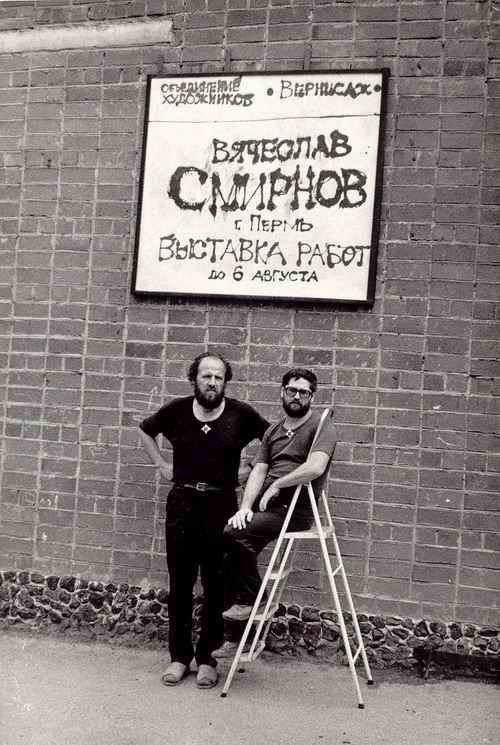 ОБЪЕДИНЕНИЕ
ХУДОЖНИКОВ • ВЕРНИСАЖ •
ВЯЧЕСЛАВ
СМИРНОВ
г. ПЕРМЬ
ВЫСТАВКА РАБОТ
до 6 АВГУСТА